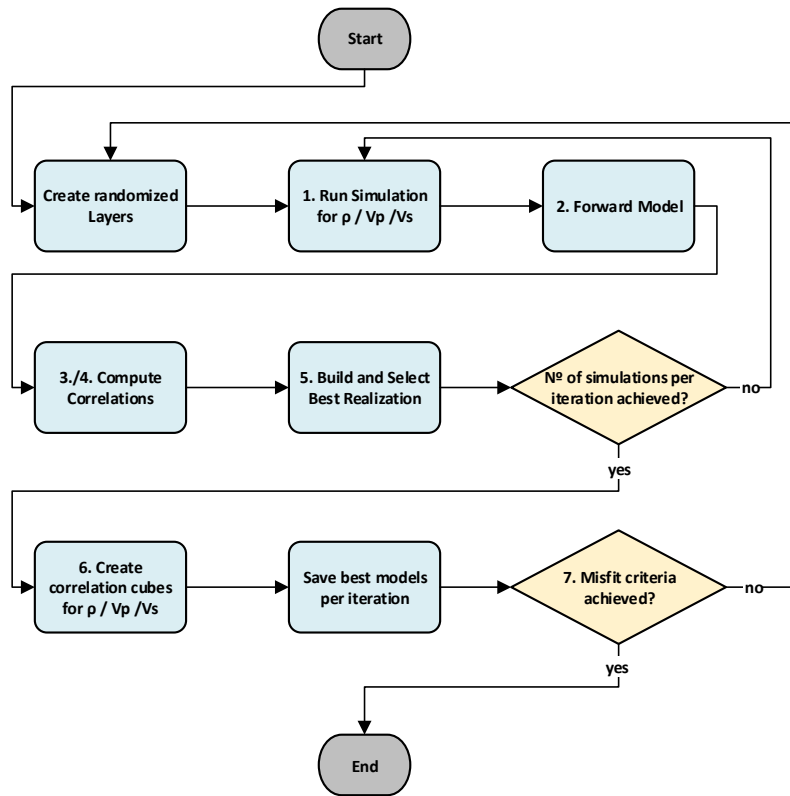 Start
Create randomized
Layers
1. Run Simulation
for ρ / Vp /Vs
2. Forward Model
3./4. Compute
Correlations
5. Build and Select
Best Realization
Nº of simulations per
iteration achieved?
no
yes
6. Create
correlation cubes
for ρ / Vp /Vs
Save best models
per iteration
7. Misfit criteria
achieved?
no
yes
End